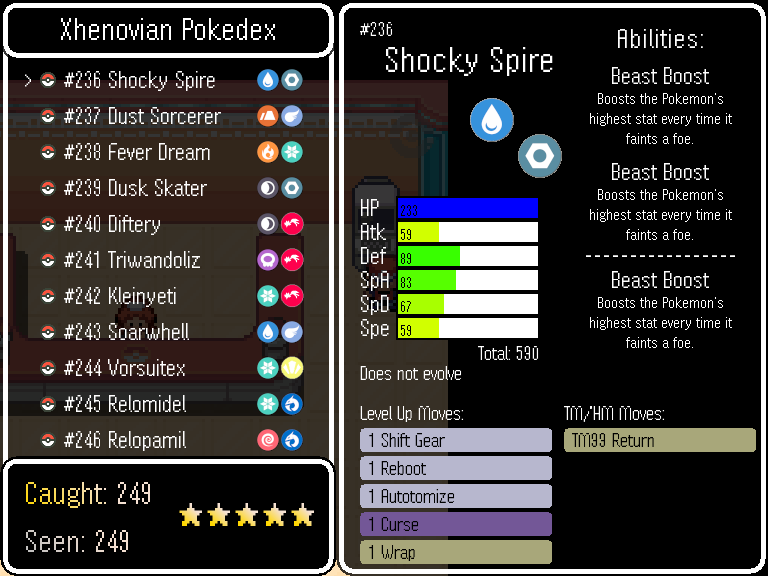 Xhenovian Pokedex
#236 Shocky Spire
#237 Dust Sorcerer
#238 Fever Dream
#239 Dusk Skater
#240 Diftery
#241 Triwandoliz
#242 Kleinyeti
#243 Soarwhell
#244 Vorsuitex
#245 Relomidel
#246 Relopamil
Caught: 249
Seen: 249
#236
Shocky Spire
HP 233
Atk 59
Def 89
SpA 83
SpD 67
Spe 59
Total: 590
Does not evolve
Abilities:
Beast Boost
Boosts the Pokemon's
highest stat every time it
faints a foe.
Beast Boost
Boosts the Pokemon's
highest stat every time it
faints a foe.
Beast Boost
Boosts the Pokemon's
highest stat every time it
faints a foe.
Level Up Moves:
1 Shift Gear
1 Reboot
1 Autotomize
1 Curse
1 Wrap
TM/HM Moves:
TM99 Return